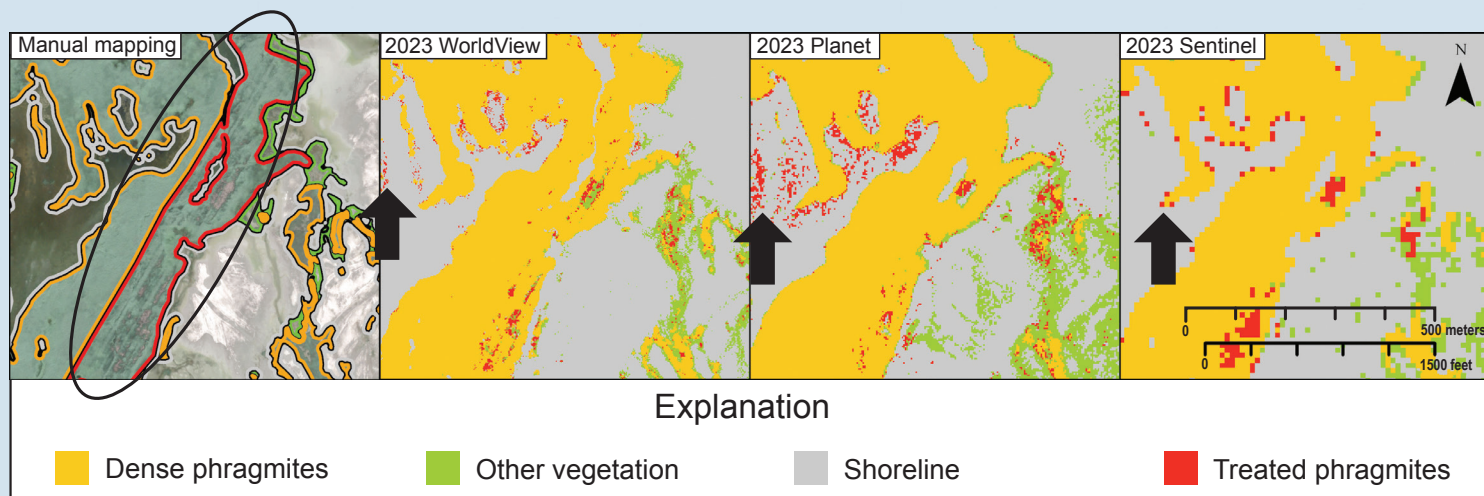 Manual mapping
2023 WorldView
2023 Planet
2023 Sentinel
N
0 500 meters
0 1500 feet
Explanation
Dense phragmites
Other vegetation
Shoreline
Treated phragmites